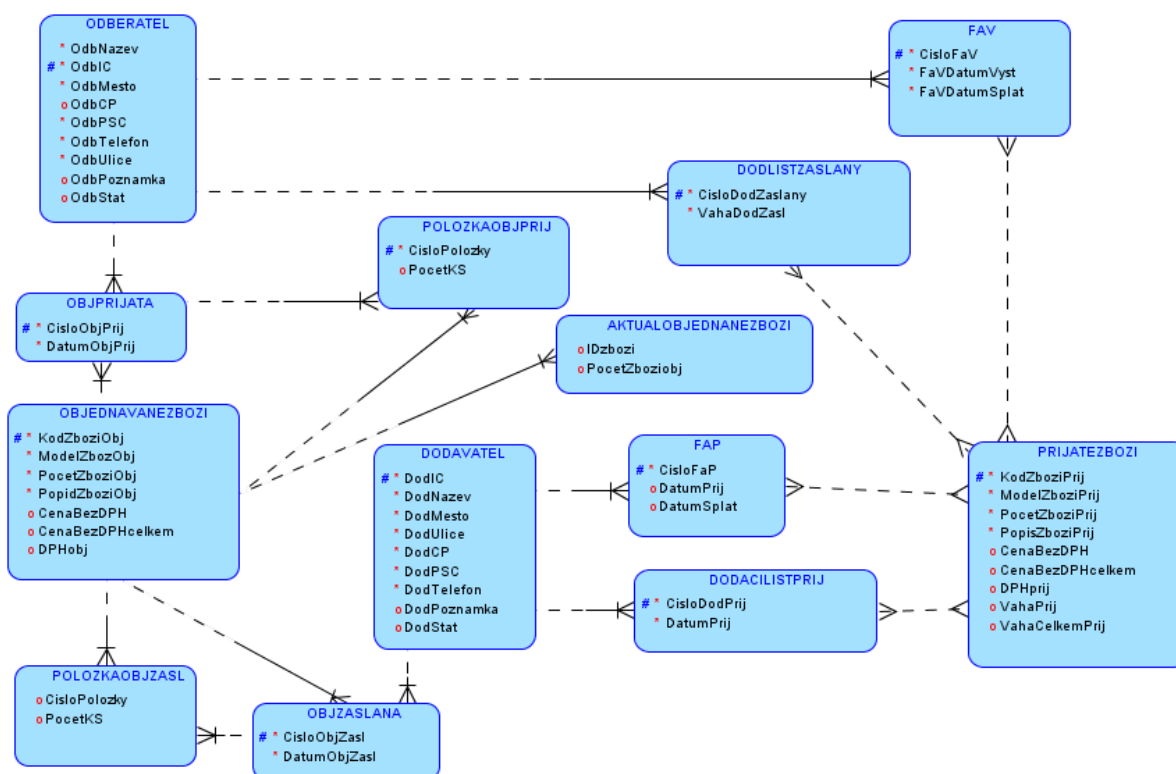 ODBERATEL
* OdbNazev
# * OdbIC
* OdbMesto
o OdbCP
* OdbPSC
* OdbTelefon
* OdbUlice
o OdbPoznamka
o OdbStat
FAV
# * CisloFaV
* FaVDatumVyst
* FaVDatumSplat
DODLISTZASLANY
# * CisloDodZaslany
* VahaDodZasl
POLOZKAOBJPRIJ
# * CisloPolozky
o PocetKS
OBJPRIJATA
# * CisloObjPrij
* DatumObjPrij
AKTUALOBJEDNANEZBOZI
o IDzbozi
o PocetZboziobj
OBJEDNAVANEZBOZI
# * KodZboziObj
* ModelZbozObj
* PocetZboziObj
* PopidZboziObj
o CenaBezDPH
o CenaBezDPHcelkem
o DPHobj
DODAVATEL
# * DodIC
* DodNazev
* DodMesto
* DodUlice
* DodCP
* DodPSC
* DodTelefon
o DodPoznamka
o DodStat
FAP
# * CisloFaP
o DatumPrij
o DatumSplat
PRIJATEZBOZI
# * KodZboziPrij
* ModelZboziPrij
* PocetZboziPrij
* PopisZboziPrij
o CenaBezDPH
o CenaBezDPHcelkem
o DPHprij
o VahaPrij
o VahaCelkemPrij
DODACILISTPRIJ
# * CisloDodPrij
* DatumPrij
POLOZKAOBJZASL
o CisloPolozky
o PocetKS
OBJZASLANA
# * CisloObjZasl
* DatumObjZasl